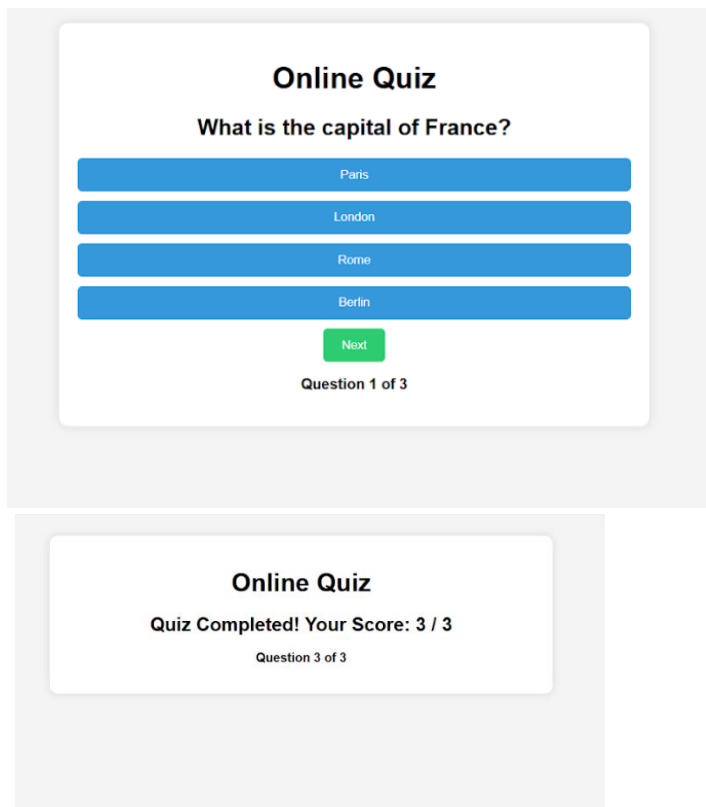 Online Quiz
What is the capital of France?
Paris
London
Rome
Berlin
Next
Question 1 of 3
Online Quiz
Quiz Completed! Your Score: 3 / 3
Question 3 of 3